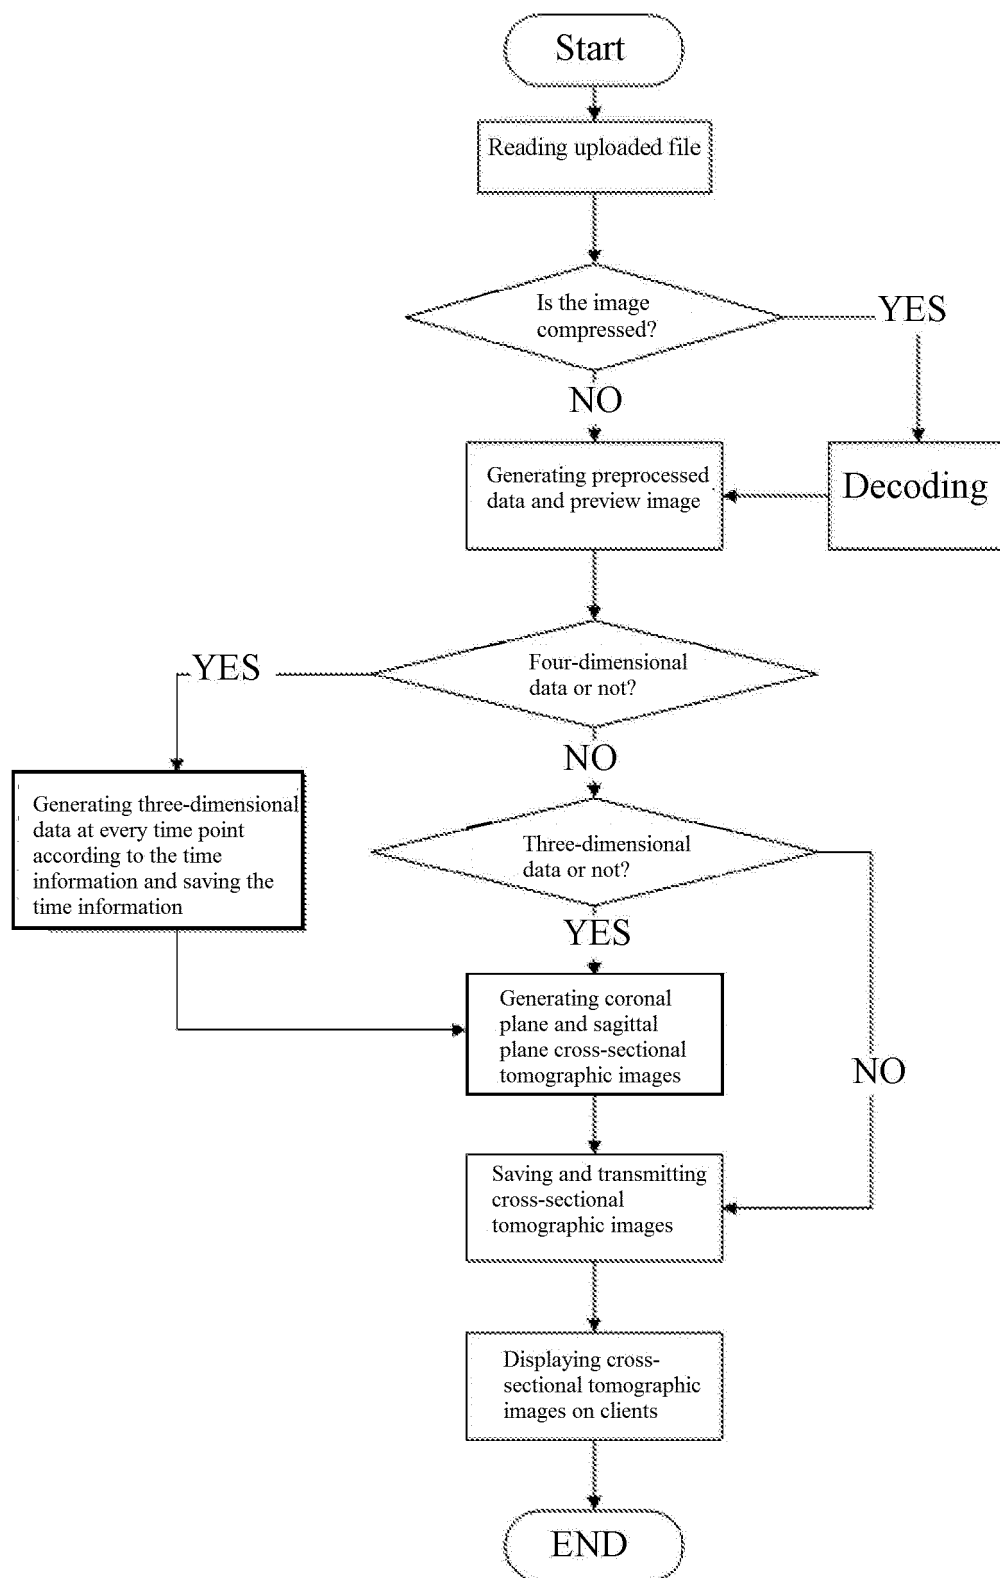 Start
Reading uploaded file
Is the image
compressed?
YES
NO
Generating preprocessed
data and preview image
Decoding
Four-dimensional
data or not?
YES
NO
Generating three-dimensional
data at every time point
according to the time
information and saving the
time information
Three-dimensional
data or not?
YES
NO
Generating coronal
plane and sagittal
plane cross-sectional
tomographic images
Saving and transmitting
cross-sectional
tomographic images
Displaying cross-
sectional tomographic
images on clients
END